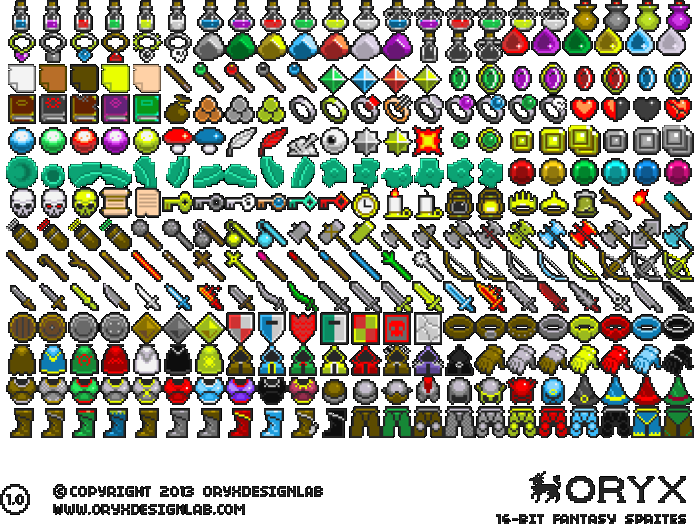 1.0
©COPYRIGHT 2013 ORYXDESIGNLAB
WWW.ORYXDESIGNLAB.COM
ORYX
16-BIT FANTASY SPRITES